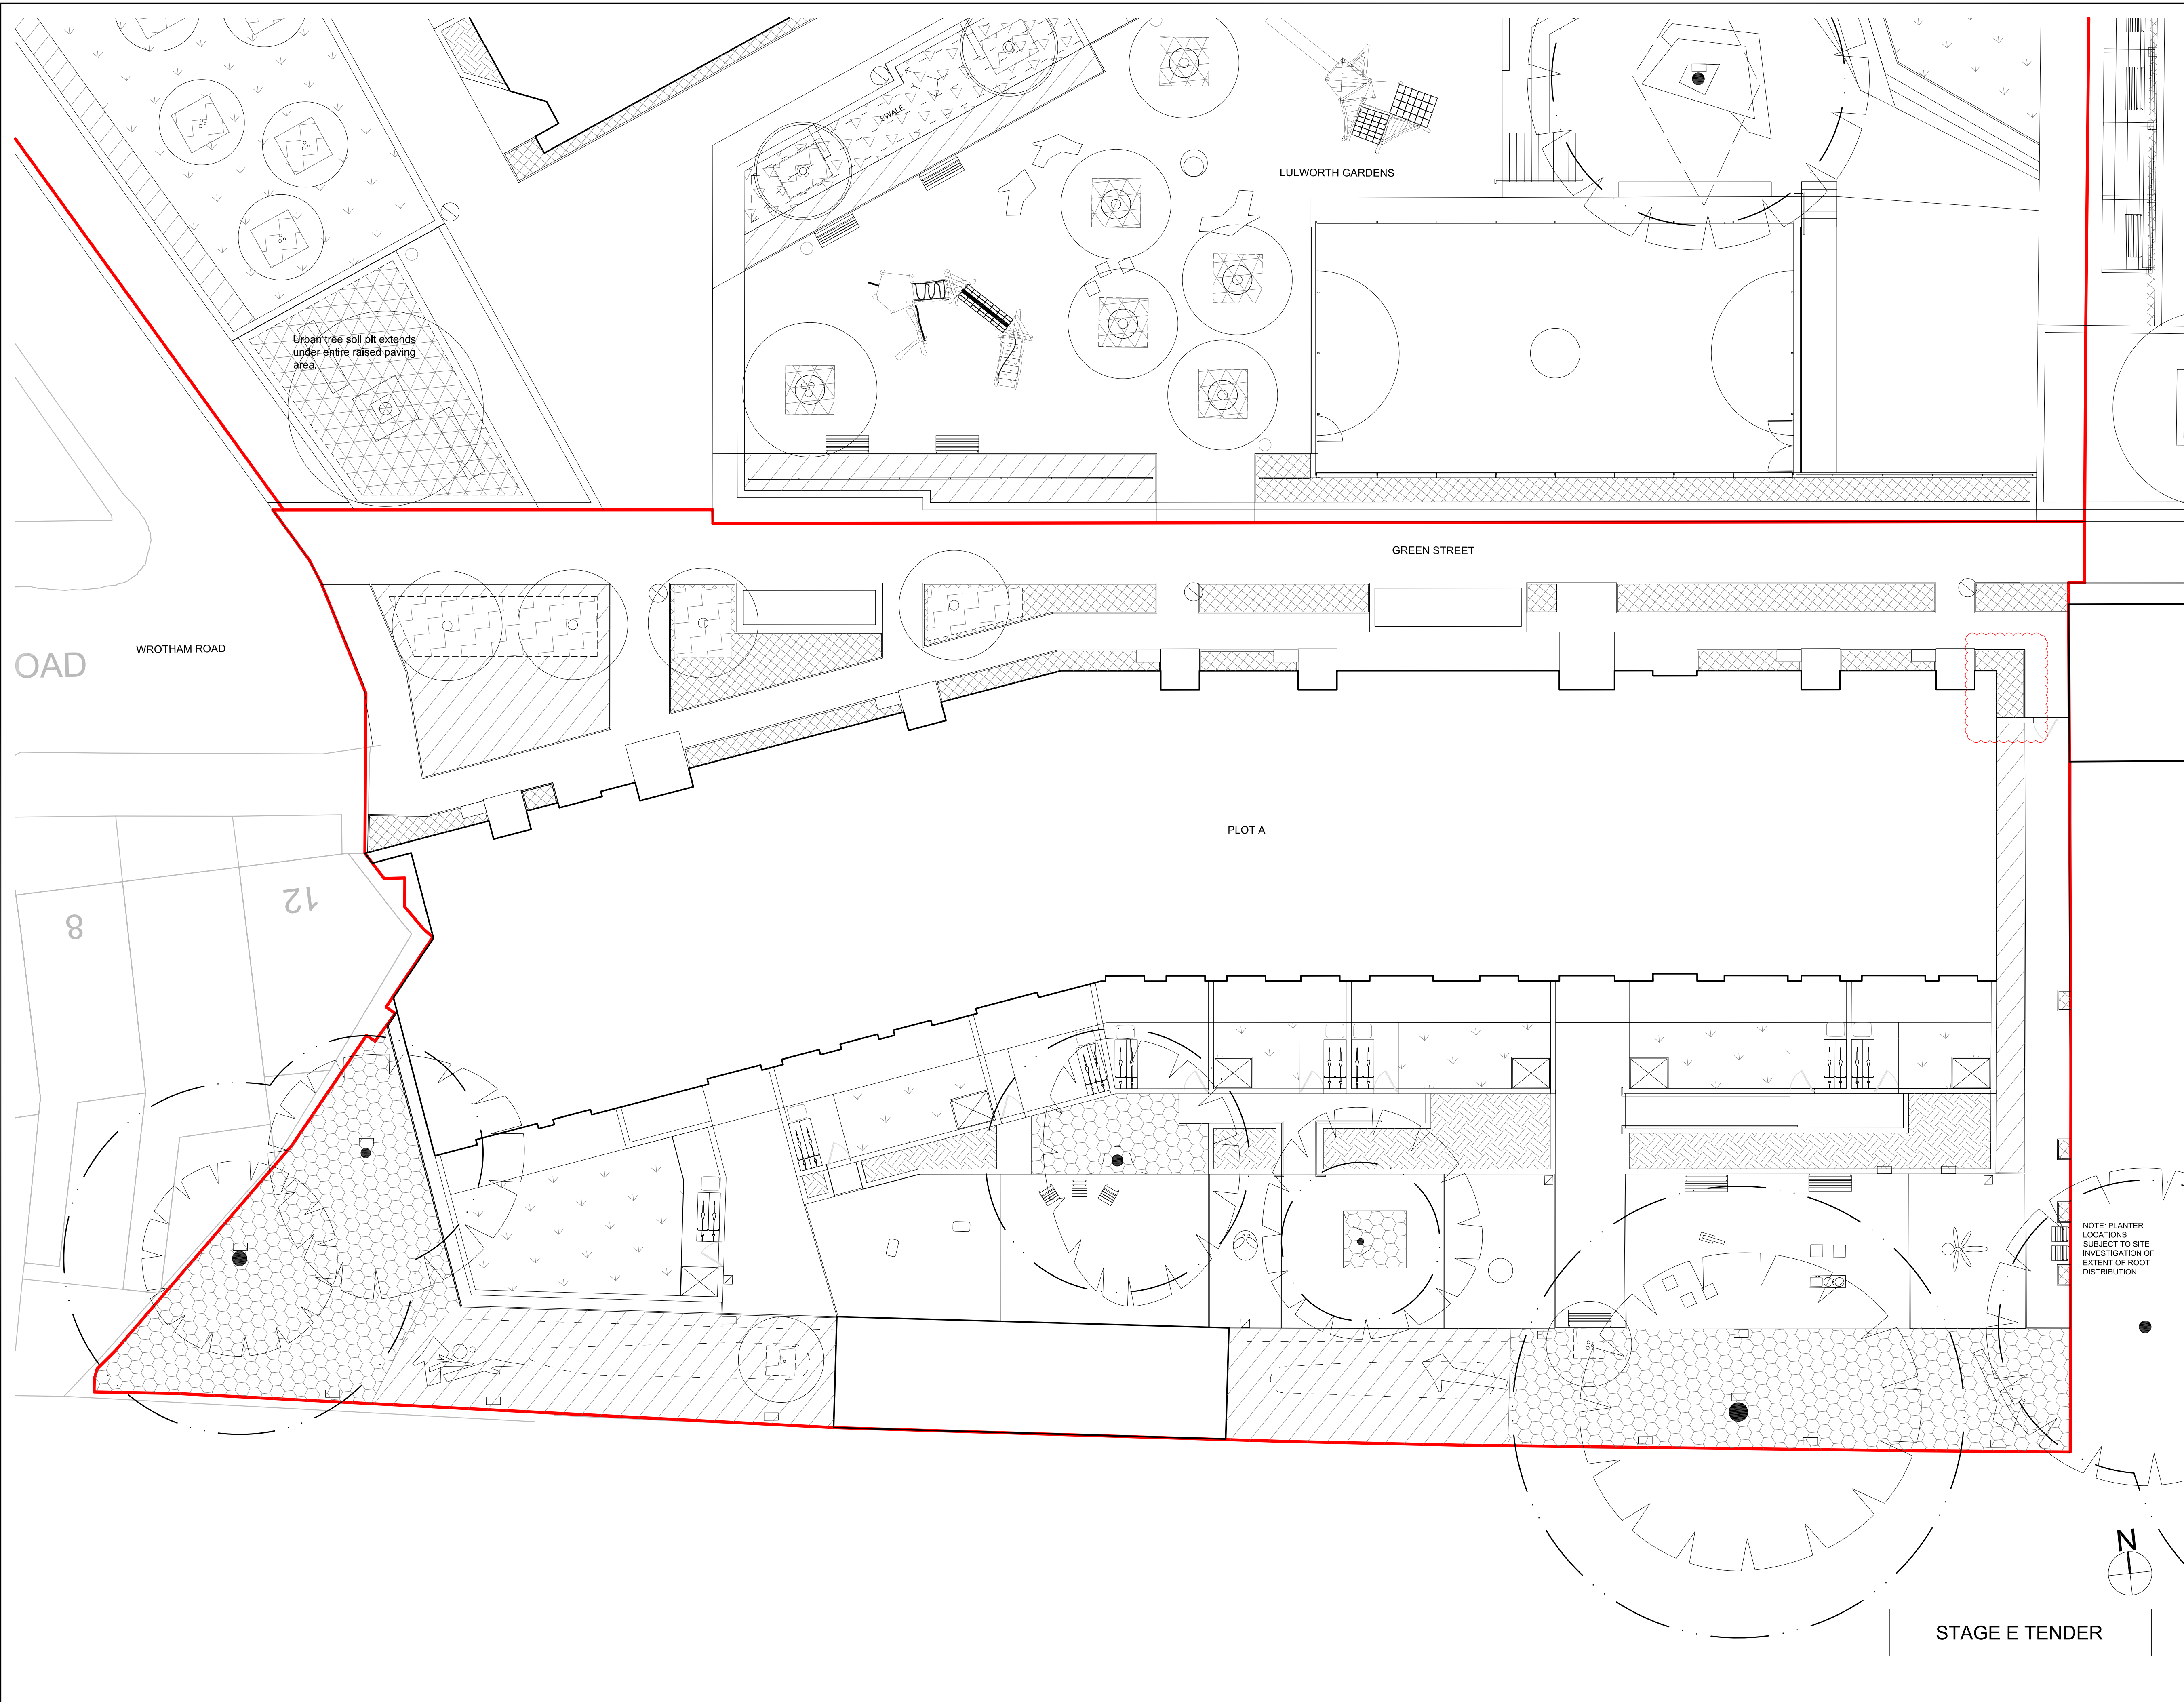 SWALE
LULWORTH GARDENS
Urban tree soil pit extends
under entire raised paving
area.
GREEN STREET
WROTHAM ROAD
OAD
PLOT A
12
8
NOTE: PLANTER
LOCATIONS
SUBJECT TO SITE
INVESTIGATION OF
EXTENT OF ROOT
DISTRIBUTION.
N
STAGE E TENDER